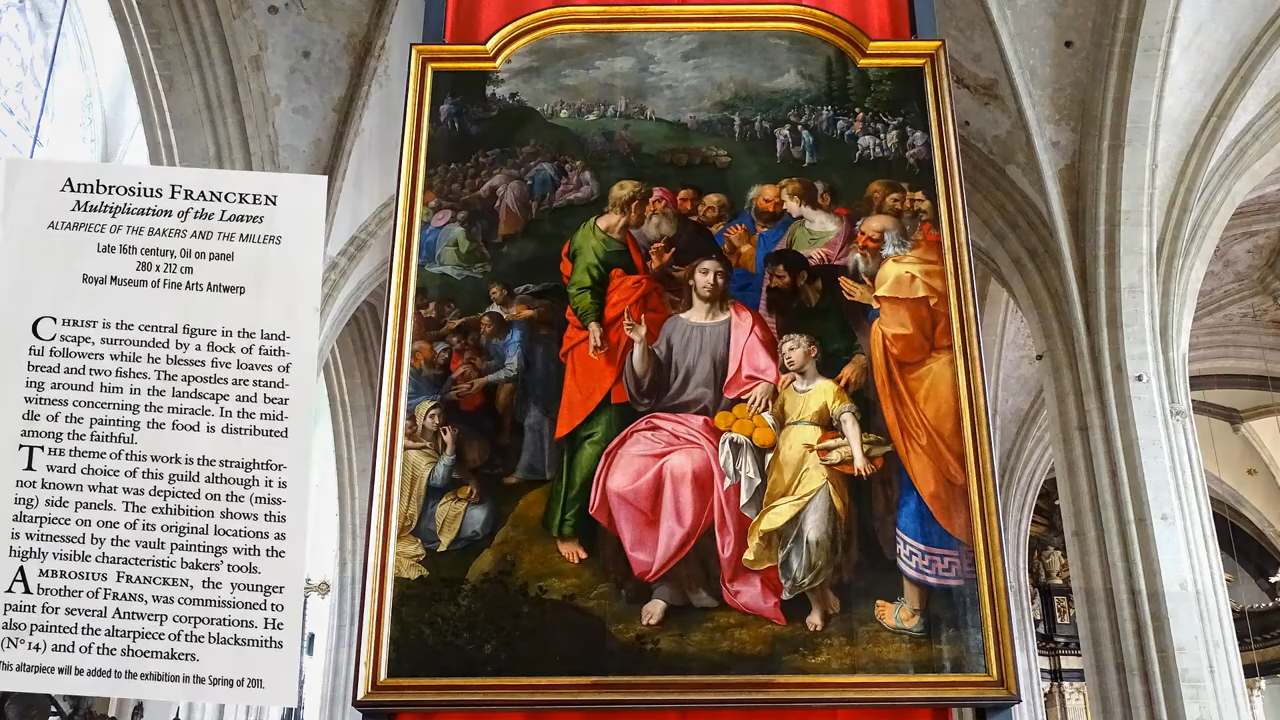 Ambrosius FRANCKEN
Multiplication of the Loaves
ALTARPIECE OF THE BAKERS AND THE MILLERS
Late 16th century, Oil on panel
280 x 212 cm
Royal Museum of Fine Arts Antwerp
CHRIST is the central figure in the land-
scape, surrounded by a flock of faith-
ful followers while he blesses five loaves of
bread and two fishes. The apostles are stand-
ing around him in the landscape and bear
witness concerning the miracle. In the mid-
dle of the painting the food is distributed
among the faithful.
THE theme of this work is the straightfor-
ward choice of this guild although it is
not known what was depicted on the (miss-
ing) side panels. The exhibition shows this
altarpiece on one of its original locations as
is witnessed by the vault paintings with the
highly visible characteristic bakers' tools.
AMBROSIUS FRANCKEN, the younger
brother of FRANS, was commissioned to
paint for several Antwerp corporations. He
also painted the altarpiece of the blacksmiths
(N° 14) and of the shoemakers.
This altarpiece will be added to the exhibition in the Spring of 2011.